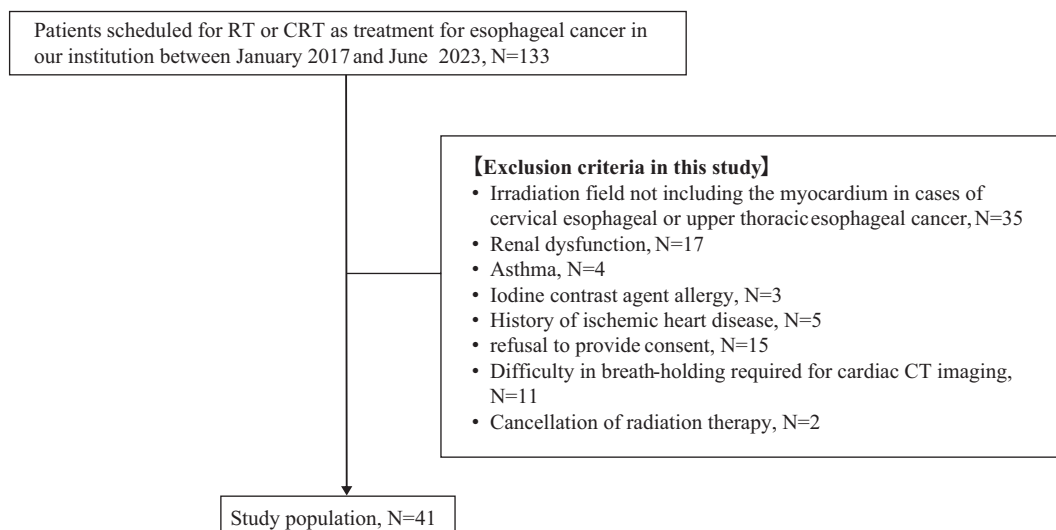 Patients scheduled for RT or CRT as treatment for esophageal cancer in
our institution between January 2017 and June 2023, N=133
【Exclusion criteria in this study】
• Irradiation field not including the myocardium in cases of
cervical esophageal or upper thoracic esophageal cancer, N=35
• Renal dysfunction, N=17
• Asthma, N=4
• Iodine contrast agent allergy, N=3
• History of ischemic heart disease, N=5
• refusal to provide consent, N=15
• Difficulty in breath-holding required for cardiac CT imaging,
N=11
• Cancellation of radiation therapy, N=2
Study population, N=41